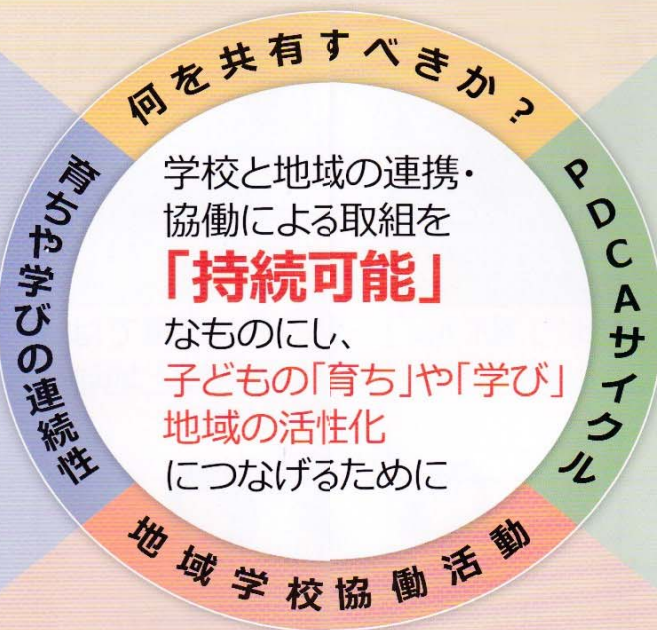 何を共有すべきか?
育ちや学びの連続性
PDCAサイクル
学校と地域の連携・
協働による取組を
「持続可能」
なものにし、
子どもの「育ち」や「学び」
地域の活性化
につなげるために
地域学校協働活動